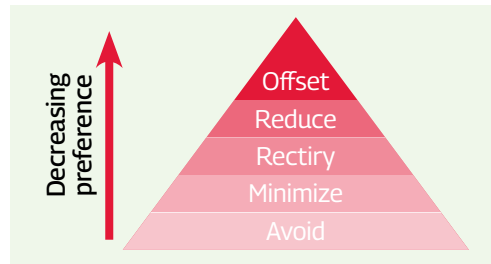 Decreasing
preference
Offset
Reduce
Rectiry
Minimize
Avoid